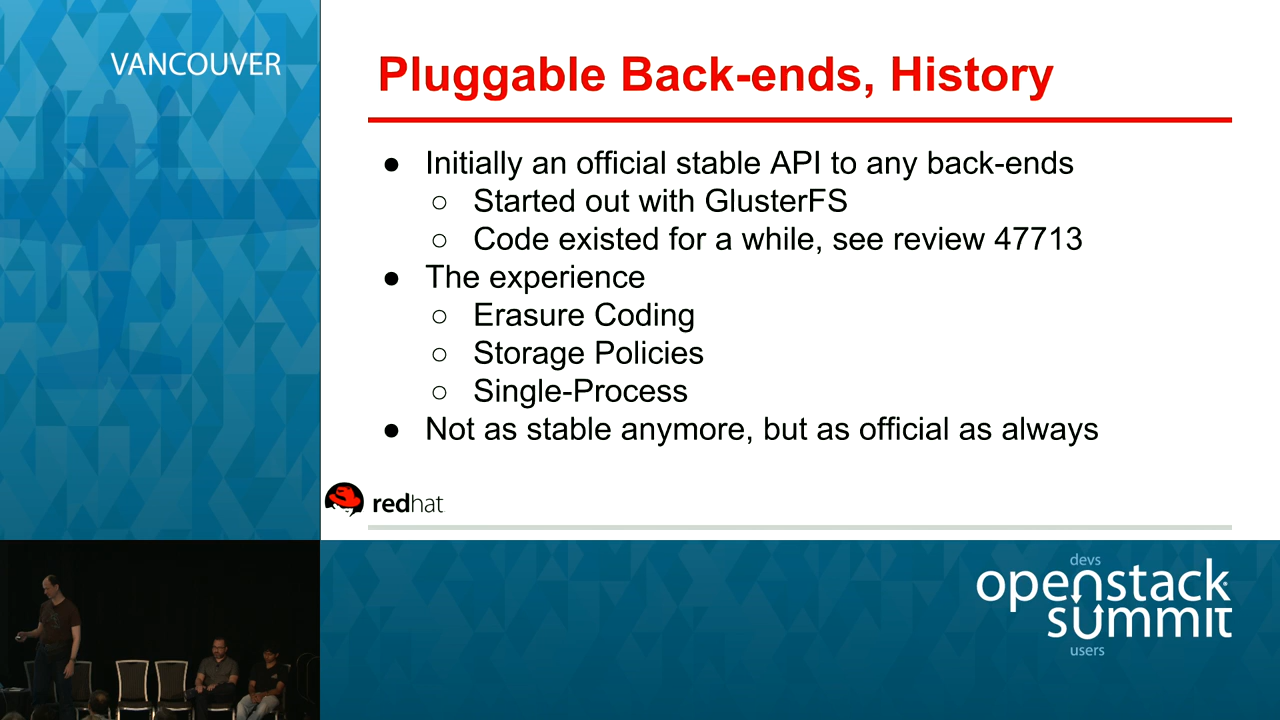 VANCOUVER
Pluggable Back-ends, History
● Initially an official stable API to any back-ends
○ Started out with GlusterFS
○ Code existed for a while, see review 47713
● The experience
○ Erasure Coding
○ Storage Policies
○ Single-Process
● Not as stable anymore, but as official as always
redhat
devs
openstack
summit
users